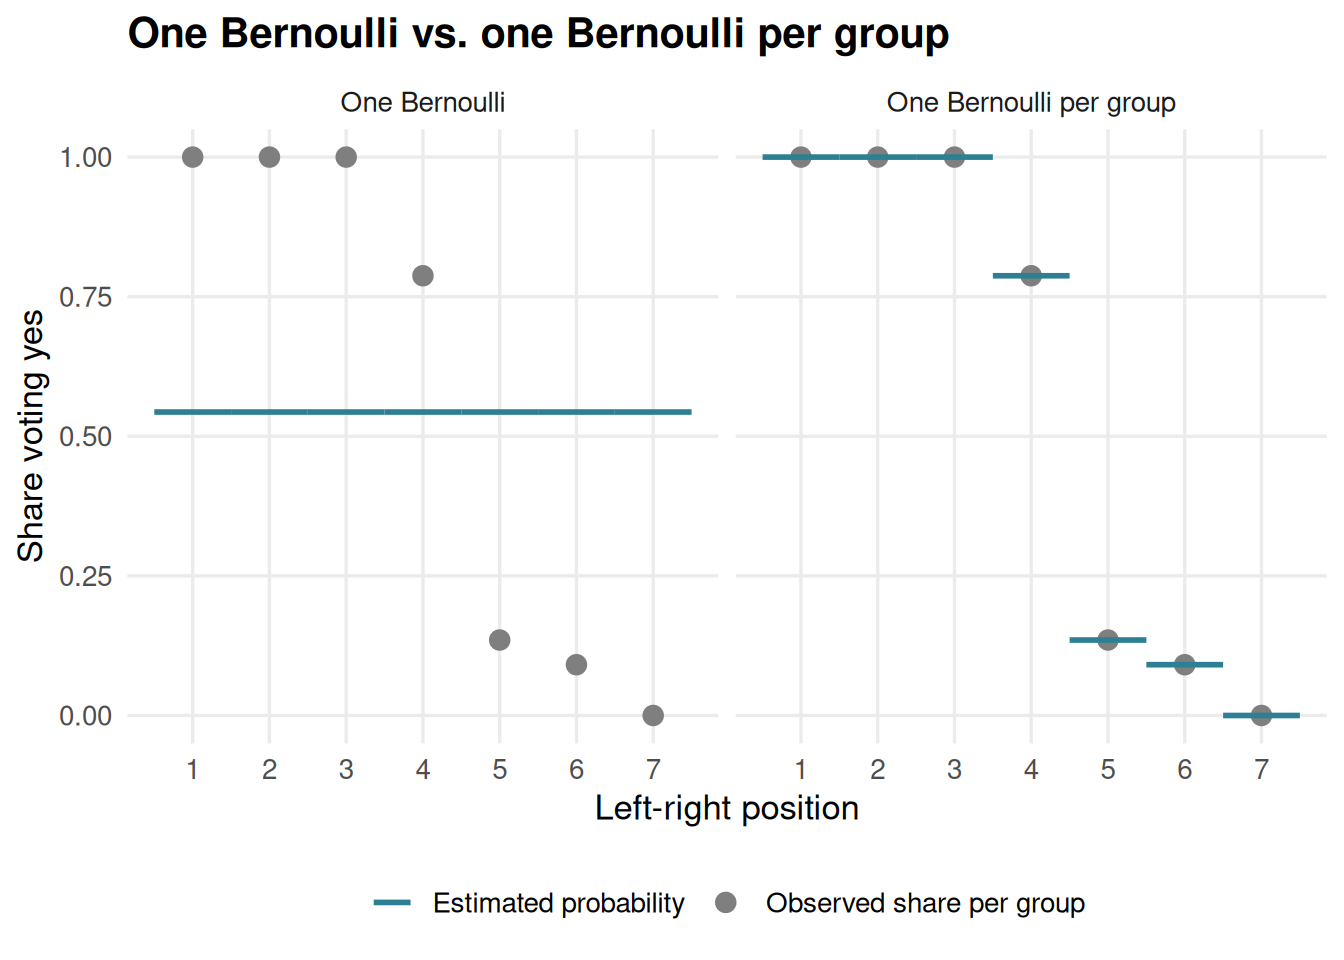 One Bernoulli vs. one Bernoulli per group
One Bernoulli
One Bernoulli per group
Share voting yes
1.00
0.75
0.50
0.25
0.00
1 2 3 4 5 6 7
1 2 3 4 5 6 7
Left-right position
Estimated probability
Observed share per group